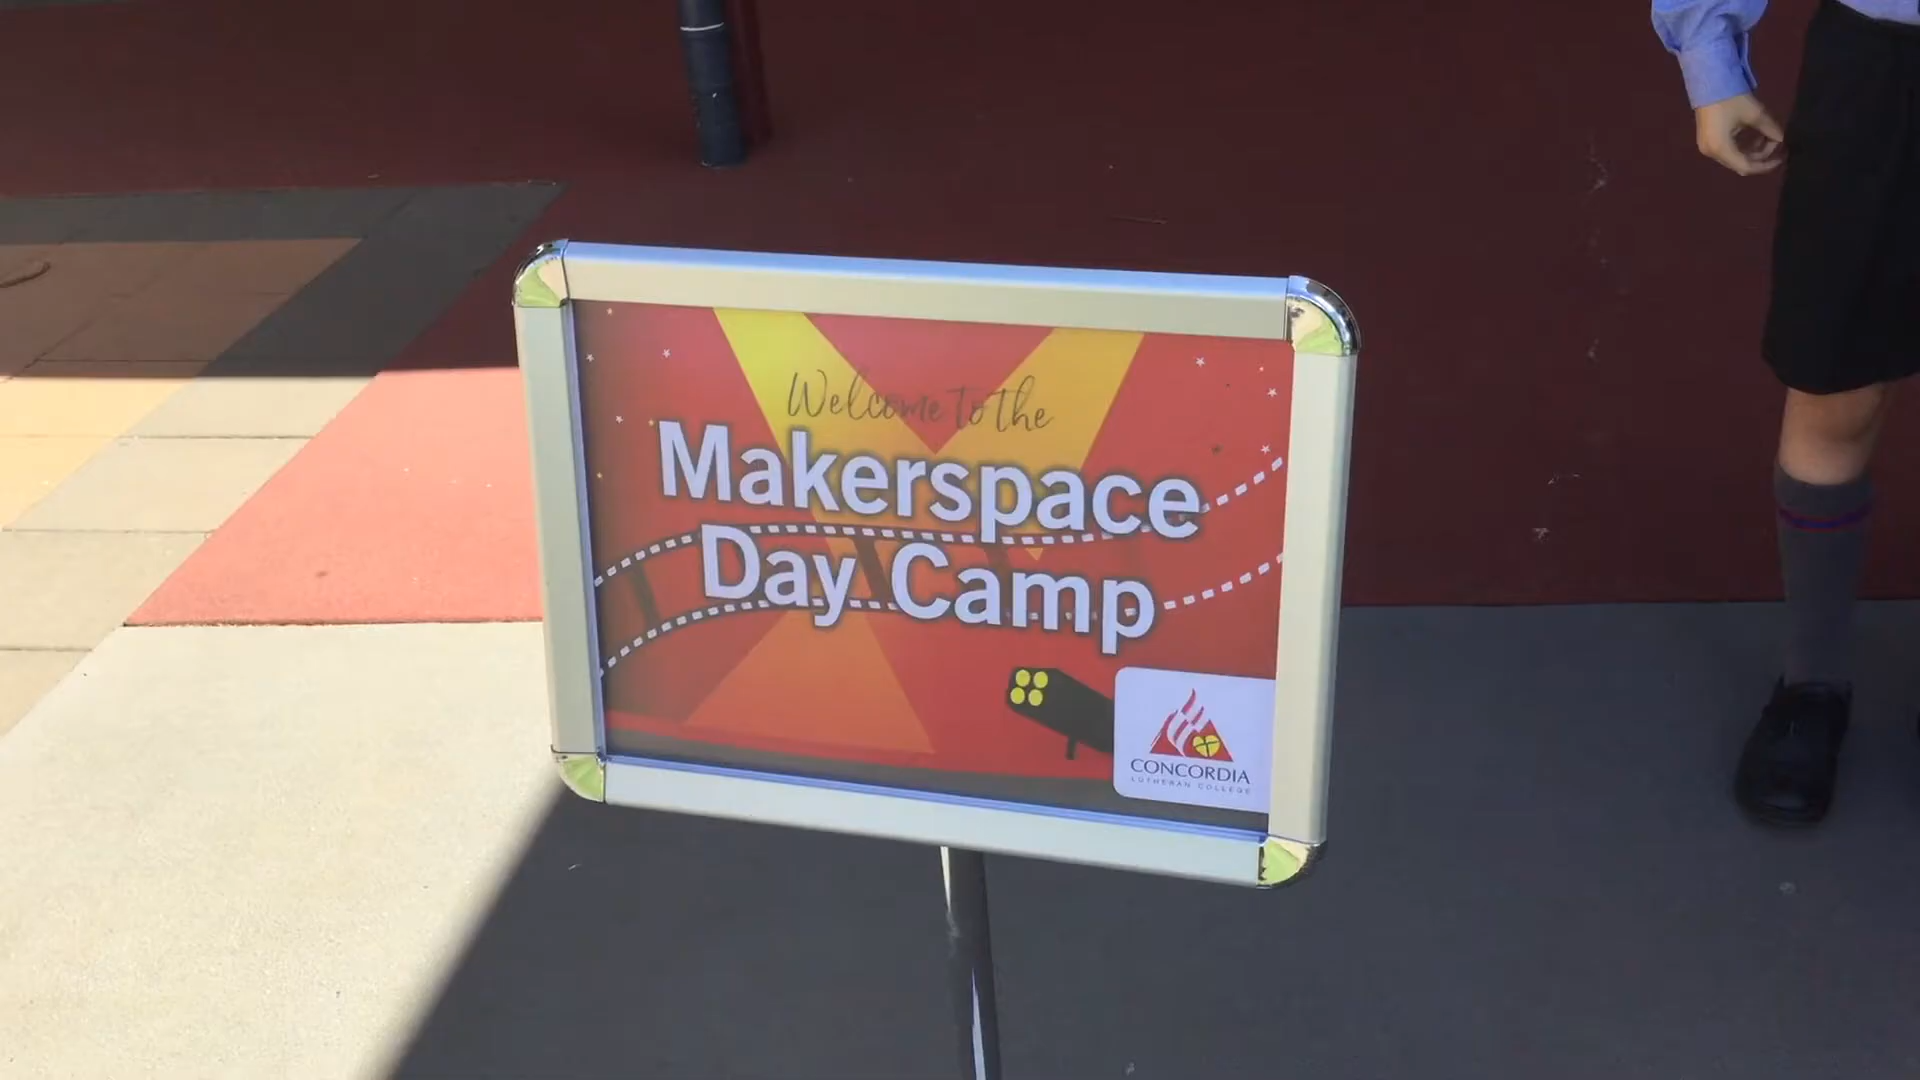 Welcome to the
Makerspace
Day Camp
CONCORDIA
LUTHERAN COLLEGE